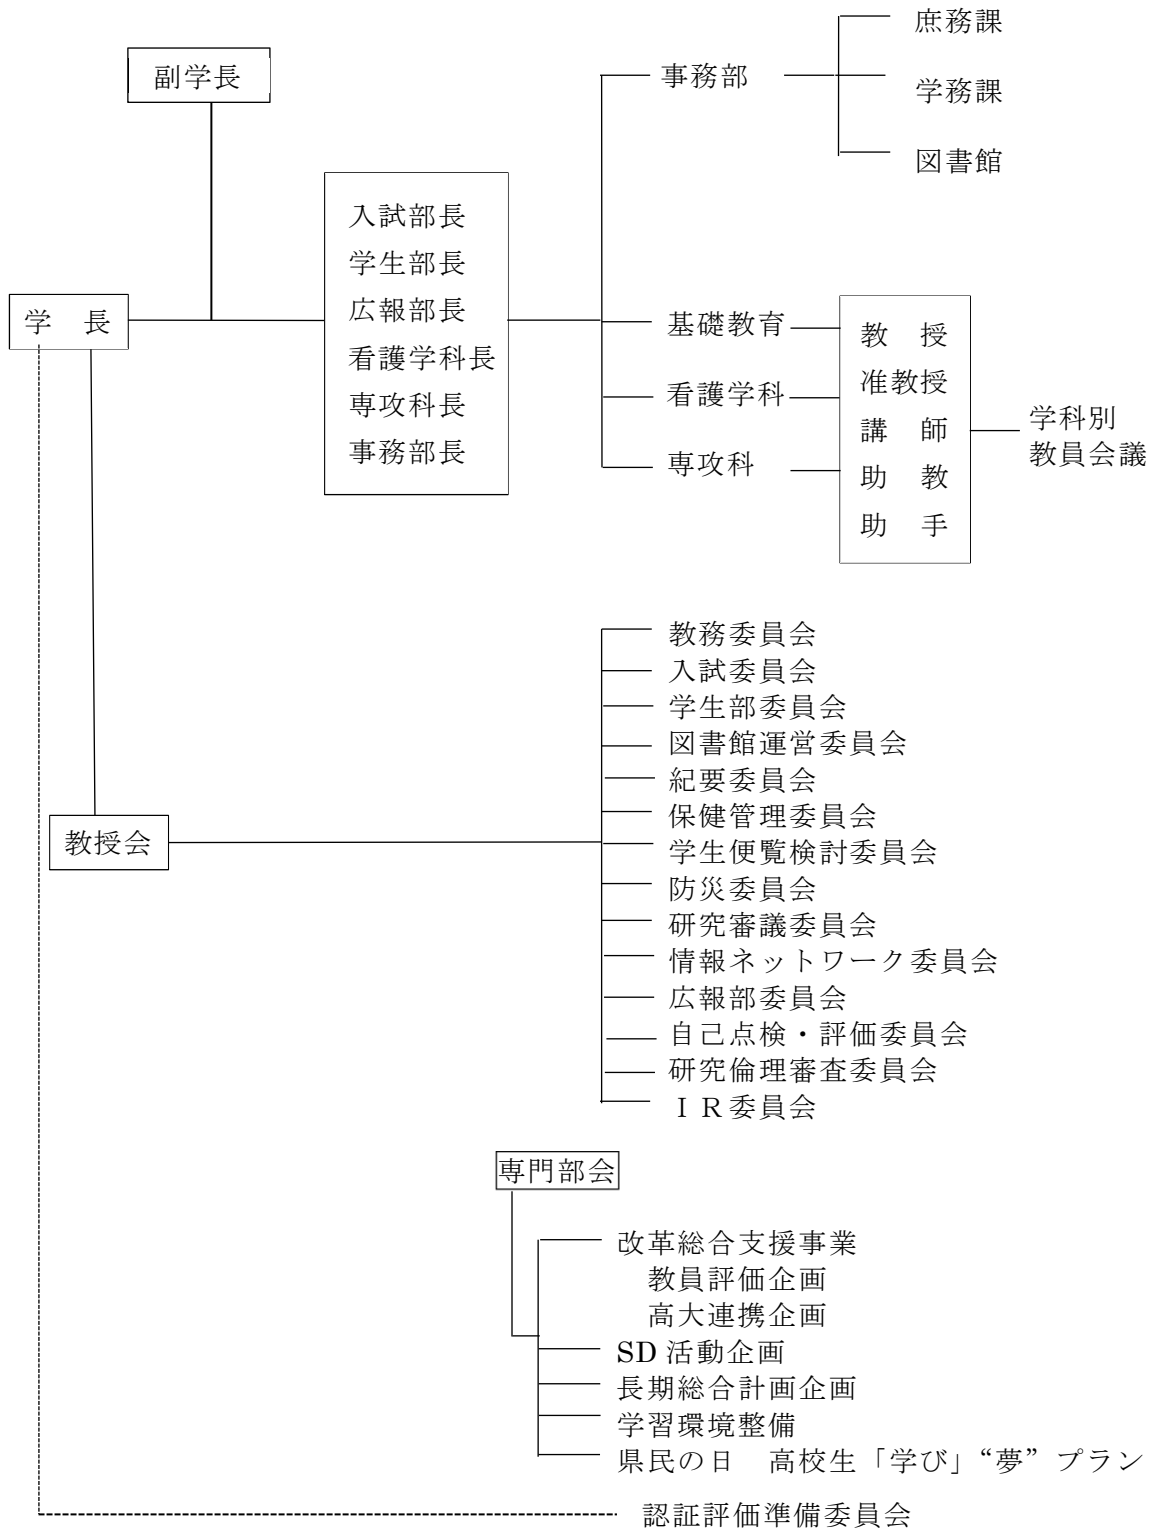 副学長
学　長
入試部長
学生部長
広報部長
看護学科長
専攻科長
事務部長
事務部
庶務課
学務課
図書館
基礎教育
看護学科
専攻科
教　授
准教授
講　師
助　教
助　手
学科別
教員会議
教授会
教務委員会
入試委員会
学生部委員会
図書館運営委員会
紀要委員会
保健管理委員会
学生便覧検討委員会
防災委員会
研究審議委員会
情報ネットワーク委員会
広報部委員会
自己点検・評価委員会
研究倫理審査委員会
ＩＲ委員会
専門部会
改革総合支援事業
教員評価企画
高大連携企画
SD 活動企画
長期総合計画企画
学習環境整備
県民の日　高校生「学び」“夢”プラン
認証評価準備委員会